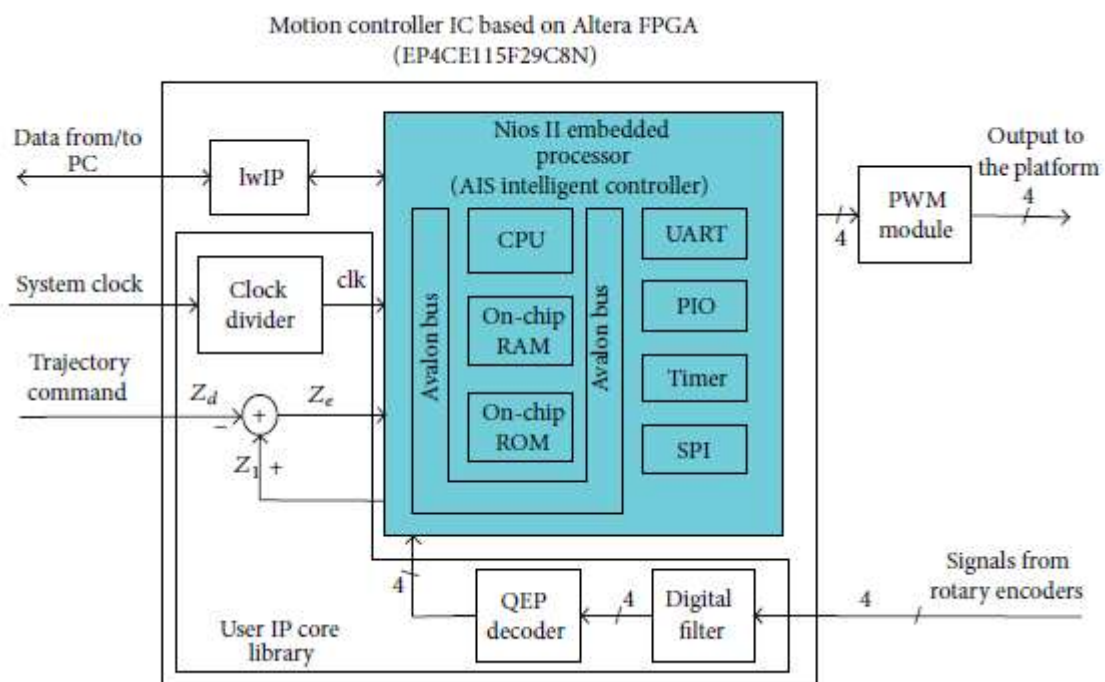 Motion controller IC based on Altera FPGA
(EP4CE115F29C8N)
Data from/to
PC
lwIP
Nios II embedded
processor
(AIS intelligent controller)
Output to
the platform
4
PWM
module
4
CPU
UART
System clock
Clock
divider
clk
Avalon bus
On-chip
RAM
Avalon bus
PIO
Trajectory
command
Z_d
−
+
Z_e
Timer
On-chip
ROM
SPI
Z_1 +
4
QEP
decoder
4
Digital
filter
4
Signals from
rotary encoders
User IP core
library